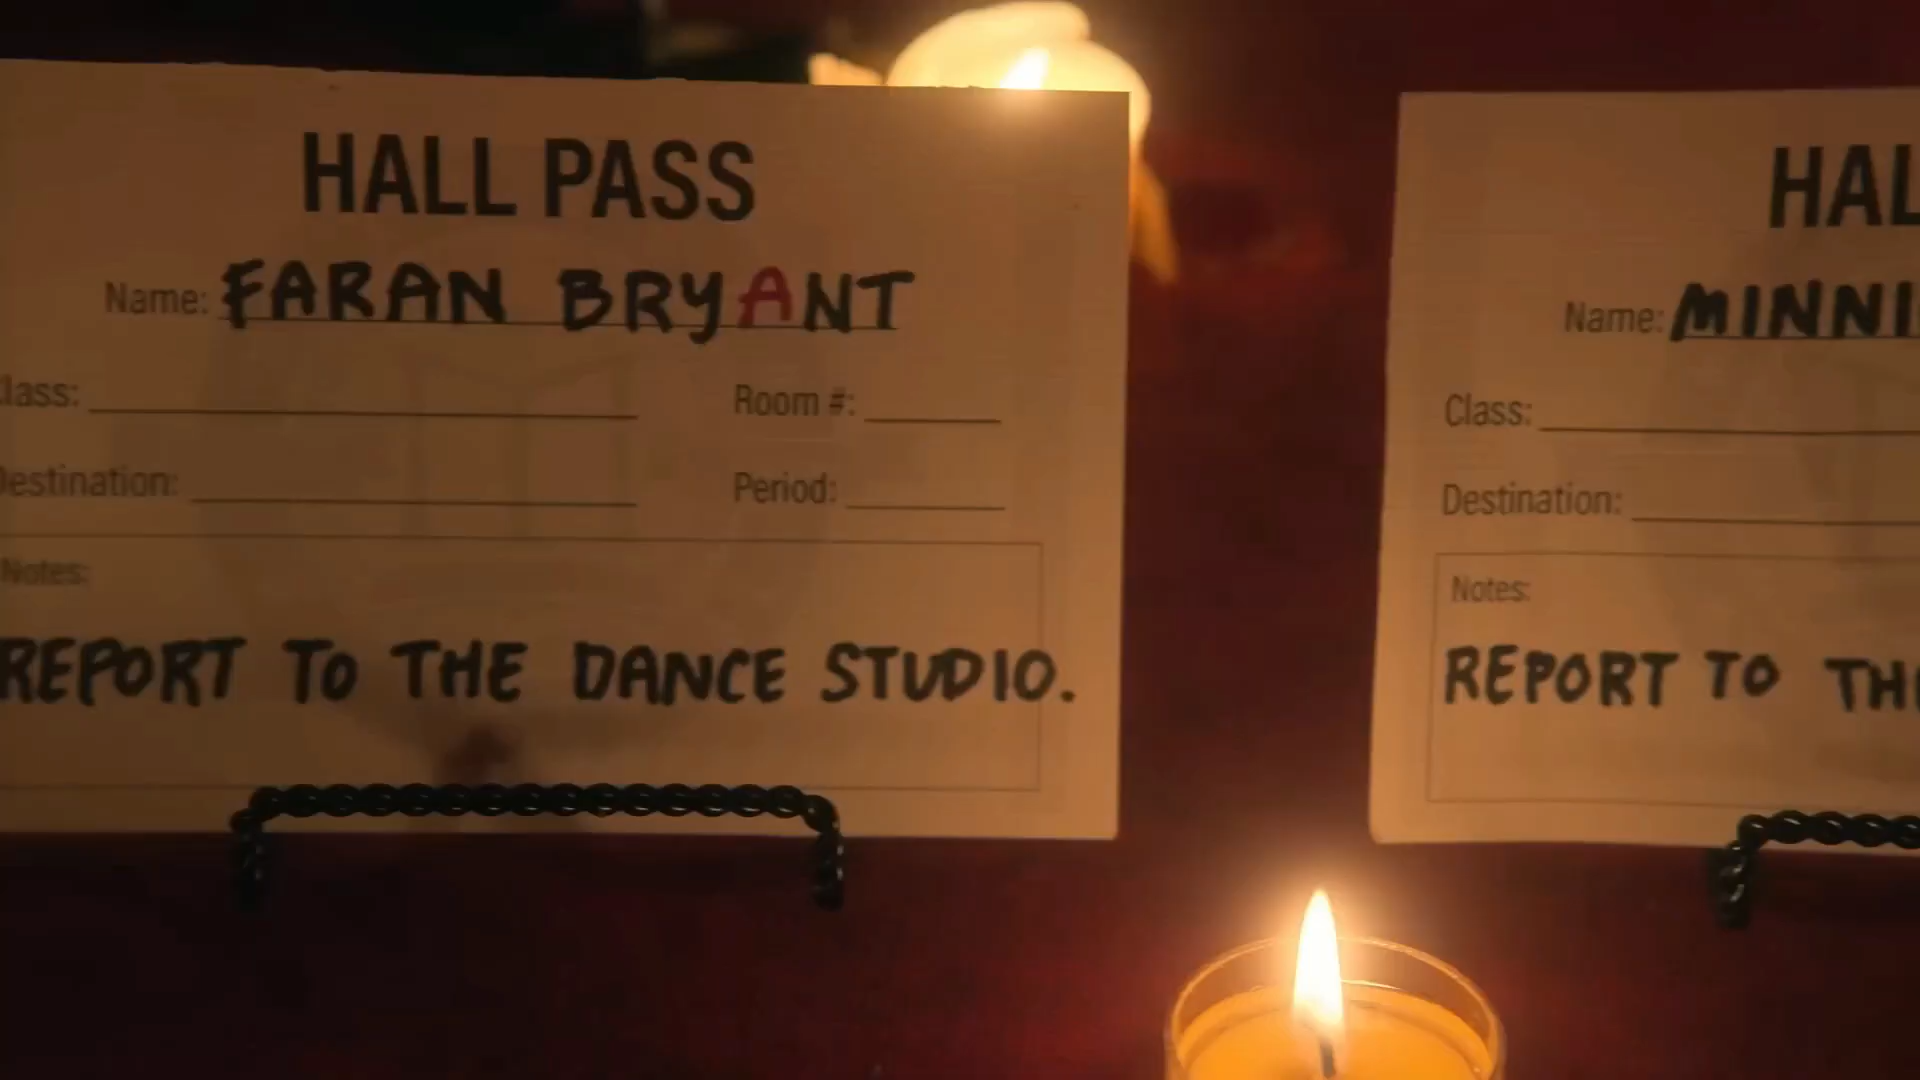 HALL PASS
Name: FARAN BRYANT
Class:
Room #:
Destination:
Period:
Notes:
REPORT TO THE DANCE STUDIO.
HAL
Name: MINNI
Class:
Destination:
Notes:
REPORT TO TH